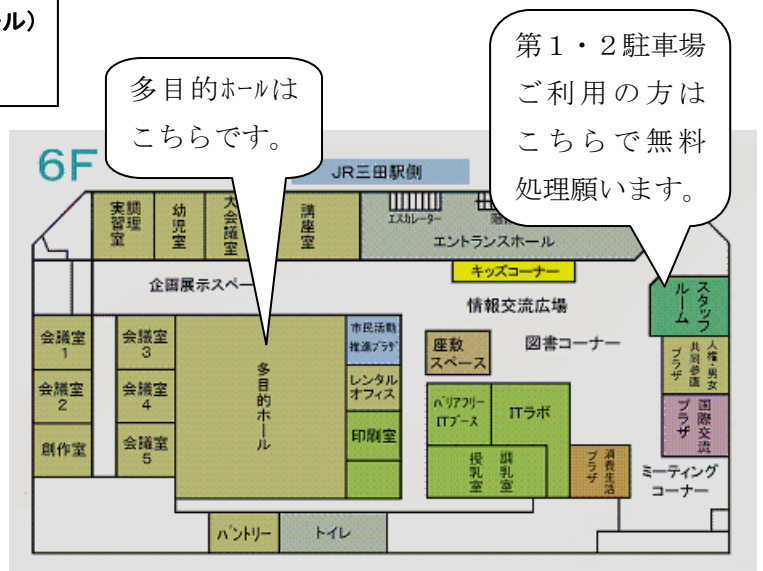 ル）
多目的ﾎｰﾙは
こちらです。
第１・２駐車場
ご利用の方は
こちらで無料
処理願います。
6F
JR三田駅側
調理
実習室
幼児室
大会議室
講座室
エスカレーター
エントランスホール
キッズコーナー
企画展示スペー
情報交流広場
スタッフ
ルーム
会議室
1
会議室
3
多目的ホール
市民活動
推進プラザ
座敷
スペース
図書コーナー
人権・男女
共同参画
プラザ
会議室
2
会議室
4
レンタル
オフィス
バリアフリー
ITブース
ITラボ
国際交流
プラザ
創作室
会議室
5
印刷室
授乳室
調乳室
消費生活
プラザ
ミーティング
コーナー
パントリー
トイレ